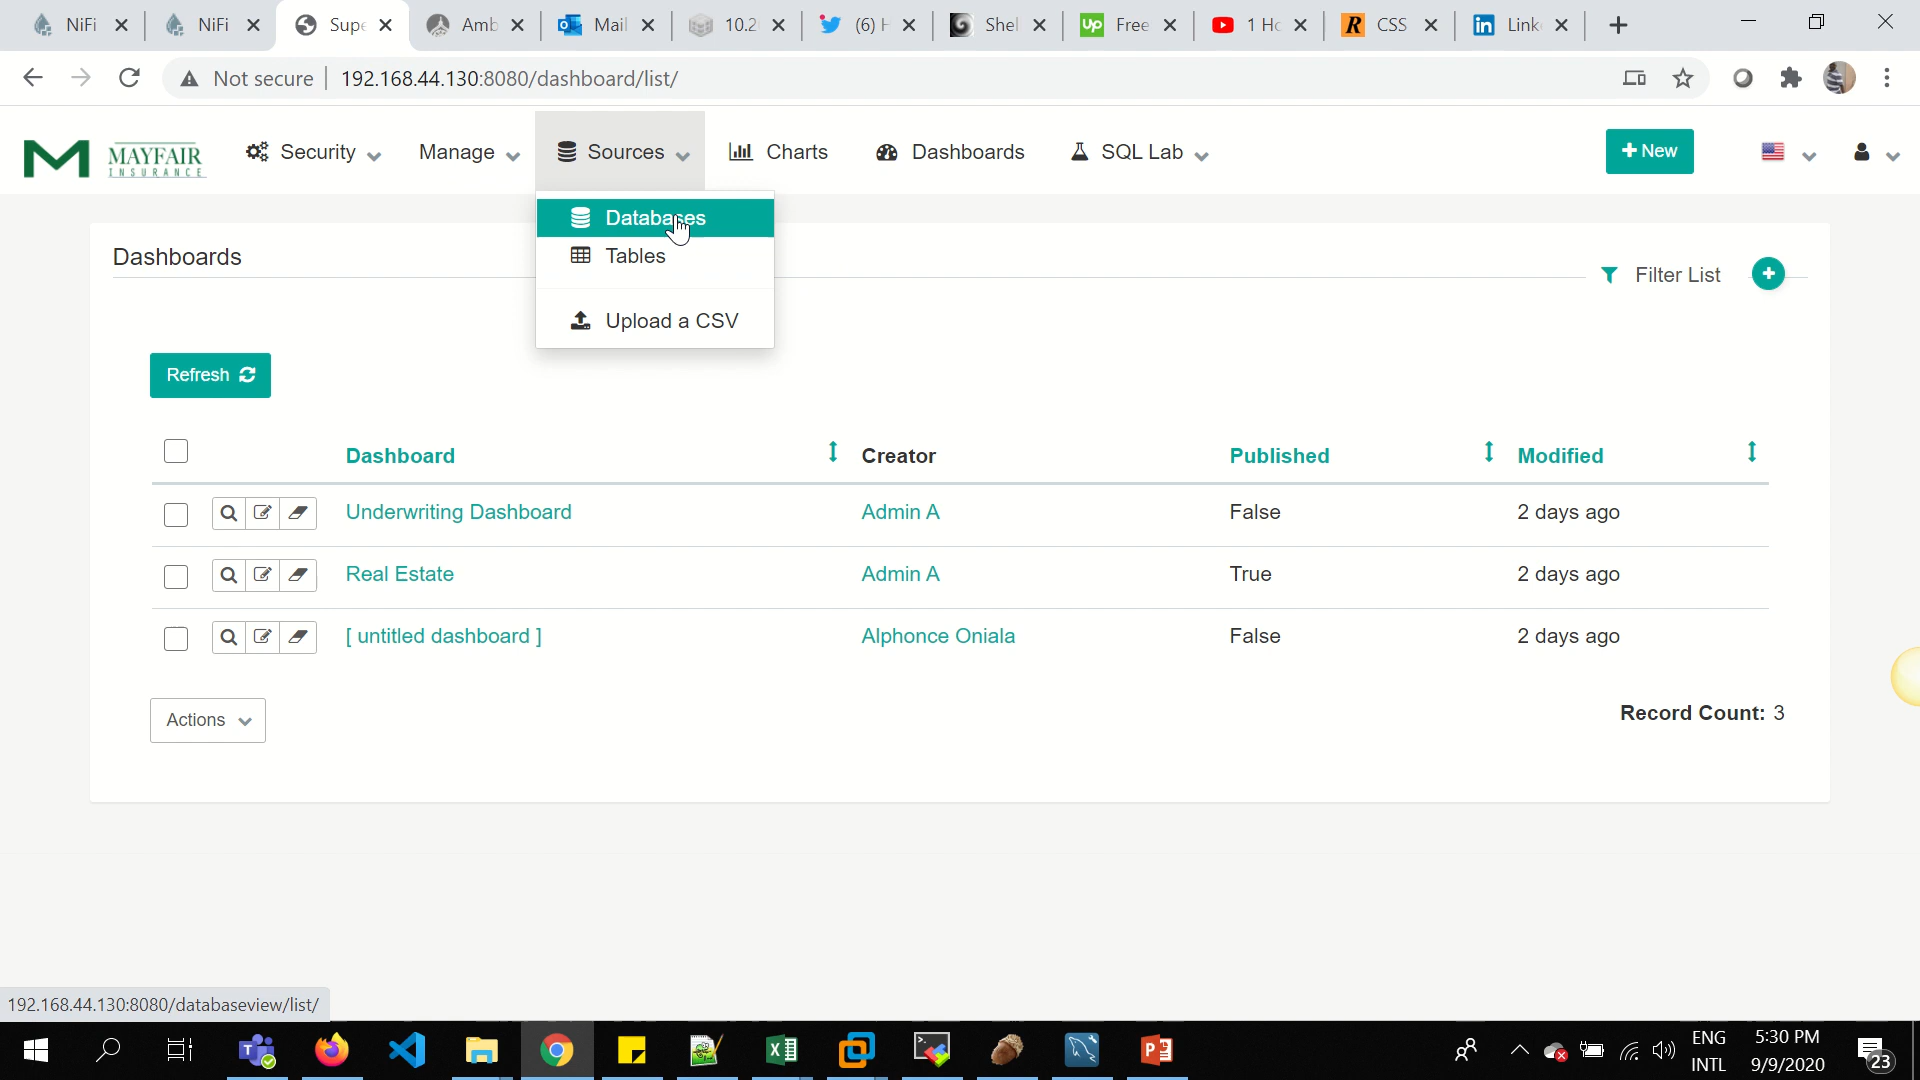 NiFi
NiFi
Supe
Amb
Mail
10.2
(6) H
Shel
Free
1 Ho
CSS
Link
Not secure
192.168.44.130:8080/dashboard/list/
MAYFAIR
INSURANCE
Security
Manage
Sources
Charts
Dashboards
SQL Lab
+ New
Databases
Tables
Upload a CSV
Dashboards
Filter List
Refresh
Dashboard Creator Published Modified
Underwriting Dashboard Admin A False 2 days ago
Real Estate Admin A True 2 days ago
[ untitled dashboard ] Alphonce Oniala False 2 days ago
Actions
Record Count: 3
192.168.44.130:8080/databaseview/list/
ENG
INTL
5:30 PM
9/9/2020
23